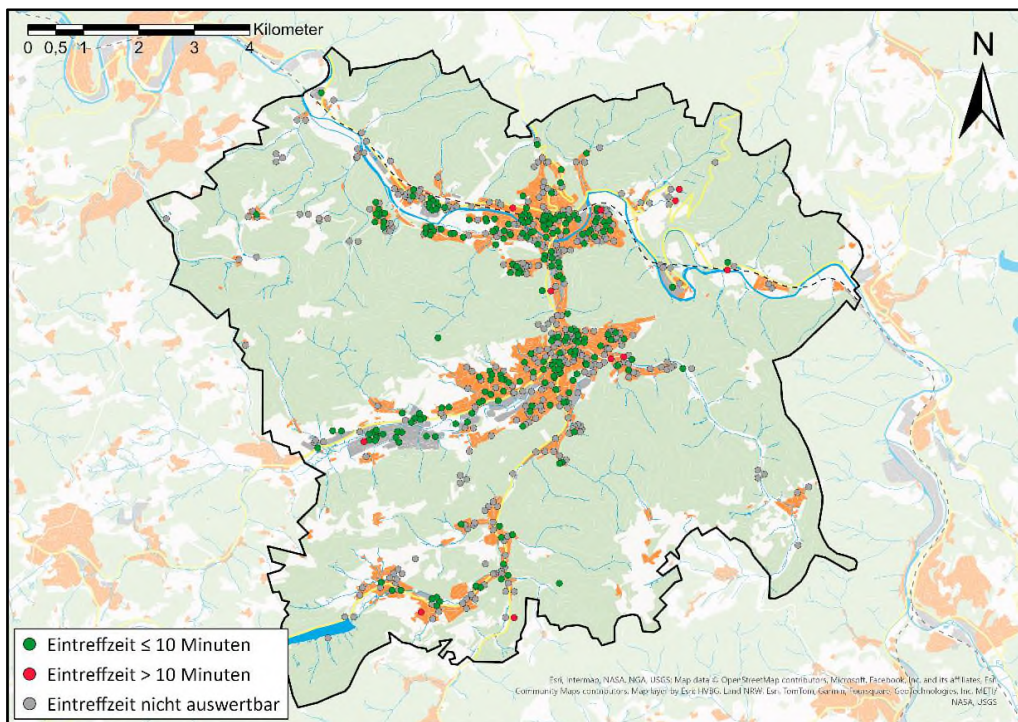 Kilometer
0 0,5 1 2 3 4
N
Eintreffzeit ≤ 10 Minuten
Eintreffzeit > 10 Minuten
Eintreffzeit nicht auswertbar
Esri, Intermap, NASA, NGA, USGS; Map data © OpenStreetMap contributors, Microsoft, Facebook, Inc. and its affiliates, Esri
Community Maps contributors, Map layer by Esri; HVBG, Land NRW, Esri, TomTom, Garmin, Foursquare, GeoTechnologies, Inc, METI/
NASA, USGS